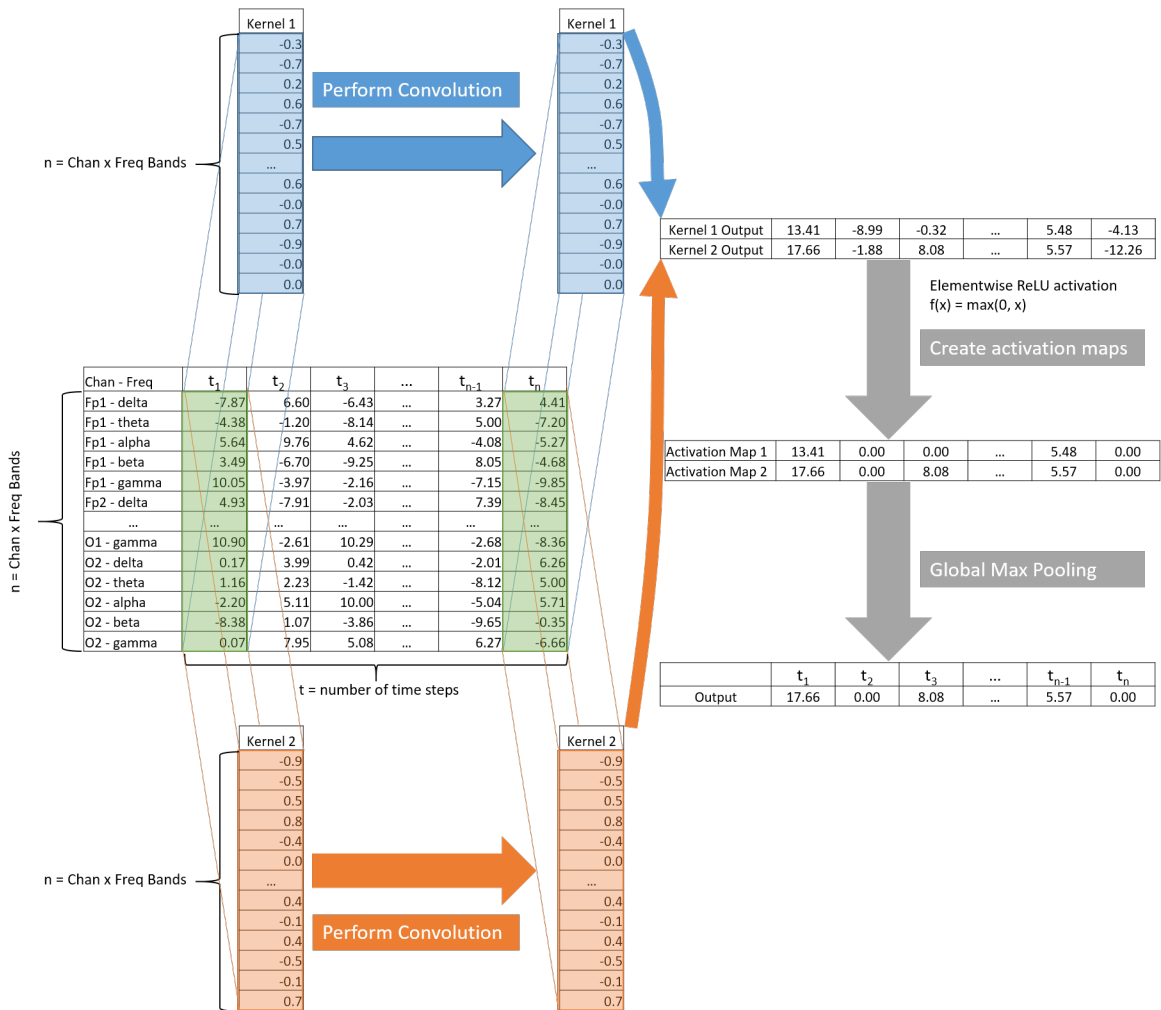 Kernel 1
-0.3
-0.7
0.2
0.6
-0.7
0.5
...
0.6
-0.0
0.7
-0.9
-0.0
0.0
n = Chan x Freq Bands
Perform Convolution
Kernel 1
-0.3
-0.7
0.2
0.6
-0.7
0.5
...
0.6
-0.0
0.7
-0.9
-0.0
0.0
Chan - Freq t1 t2 t3 ... tn-1 tn
Fp1 - delta -7.87 6.60 -6.43 ... 3.27 4.41
Fp1 - theta -4.38 -1.20 -8.14 ... 5.00 -7.20
Fp1 - alpha 5.64 9.76 4.62 ... -4.08 -5.27
Fp1 - beta 3.49 -6.70 -9.25 ... 8.05 -4.68
Fp1 - gamma 10.05 -3.97 -2.16 ... -7.15 -9.85
Fp2 - delta 4.93 -7.91 -2.03 ... 7.39 -8.45
... ... ... ... ... ... ...
O1 - gamma 10.90 -2.61 10.29 ... -2.68 -8.36
O2 - delta 0.17 3.99 0.42 ... -2.01 6.26
O2 - theta 1.16 2.23 -1.42 ... -8.12 5.00
O2 - alpha -2.20 5.11 10.00 ... -5.04 5.71
O2 - beta -8.38 1.07 -3.86 ... -9.65 -0.35
O2 - gamma 0.07 7.95 5.08 ... 6.27 -6.66
n = Chan x Freq Bands
t = number of time steps
Kernel 2
-0.9
-0.5
0.5
0.8
-0.4
0.0
...
0.4
-0.1
0.4
-0.5
-0.1
0.7
n = Chan x Freq Bands
Perform Convolution
Kernel 2
-0.9
-0.5
0.5
0.8
-0.4
0.0
...
0.4
-0.1
0.4
-0.5
-0.1
0.7
Kernel 1 Output 13.41 -8.99 -0.32 ... 5.48 -4.13
Kernel 2 Output 17.66 -1.88 8.08 ... 5.57 -12.26
Elementwise ReLU activation
f(x) = max(0, x)
Create activation maps
Activation Map 1 13.41 0.00 0.00 ... 5.48 0.00
Activation Map 2 17.66 0.00 8.08 ... 5.57 0.00
Global Max Pooling
t1 t2 t3 ... tn-1 tn
Output 17.66 0.00 8.08 ... 5.57 0.00